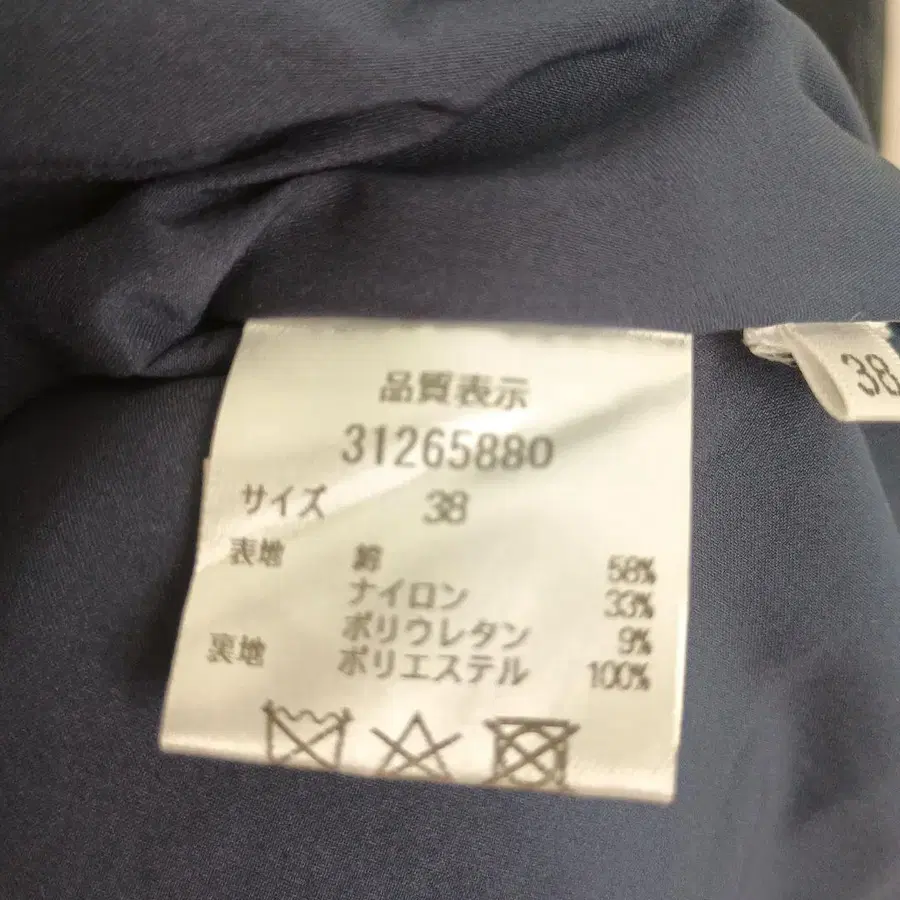 品質表示
31265880
サイズ 38
表地 綿 58%
ナイロン 33%
ポリウレタン 9%
裏地 ポリエステル 100%
38